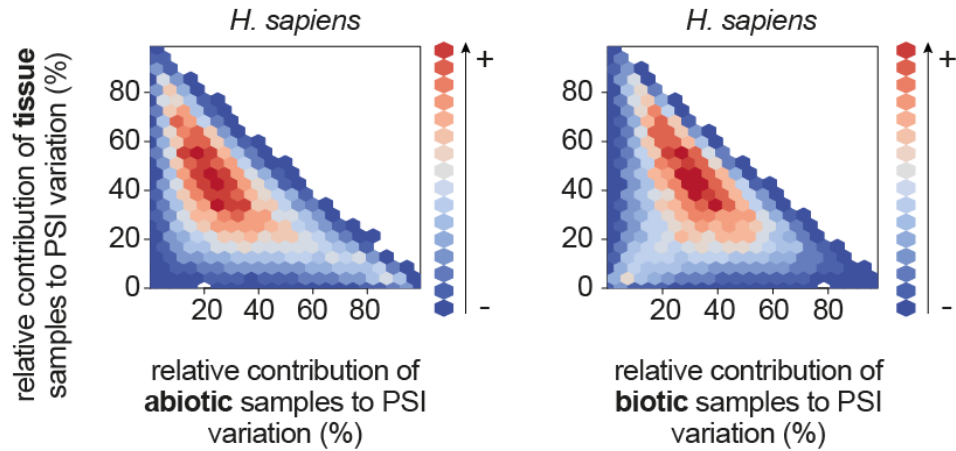 H. sapiens
H. sapiens
relative contribution of tissue
samples to PSI variation (%)
80
60
40
20
0
20 40 60 80
+
-
80
60
40
20
0
20 40 60 80
+
-
relative contribution of
abiotic samples to PSI
variation (%)
relative contribution of
biotic samples to PSI
variation (%)